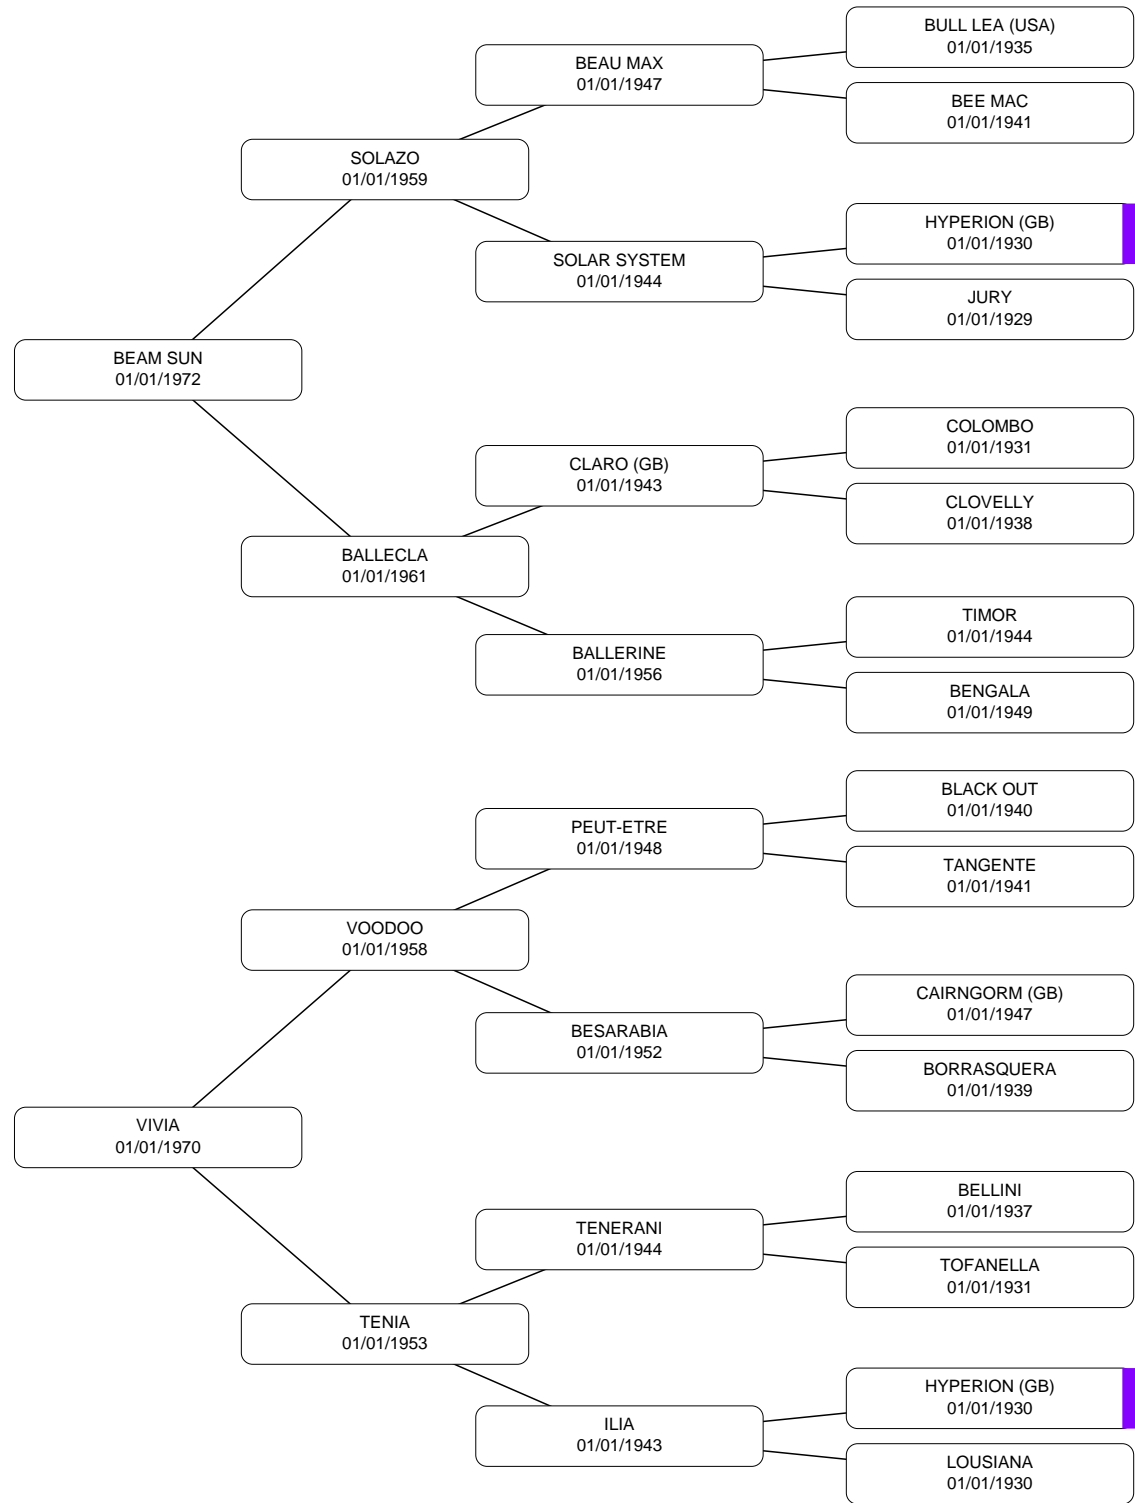 BULL LEA (USA)
01/01/1935
BEAU MAX
01/01/1947
BEE MAC
01/01/1941
SOLAZO
01/01/1959
HYPERION (GB)
01/01/1930
SOLAR SYSTEM
01/01/1944
JURY
01/01/1929
BEAM SUN
01/01/1972
COLOMBO
01/01/1931
CLARO (GB)
01/01/1943
CLOVELLY
01/01/1938
BALLECLA
01/01/1961
TIMOR
01/01/1944
BALLERINE
01/01/1956
BENGALA
01/01/1949
BLACK OUT
01/01/1940
PEUT-ETRE
01/01/1948
TANGENTE
01/01/1941
VOODOO
01/01/1958
CAIRNGORM (GB)
01/01/1947
BESARABIA
01/01/1952
BORRASQUERA
01/01/1939
VIVIA
01/01/1970
BELLINI
01/01/1937
TENERANI
01/01/1944
TOFANELLA
01/01/1931
TENIA
01/01/1953
HYPERION (GB)
01/01/1930
ILIA
01/01/1943
LOUSIANA
01/01/1930